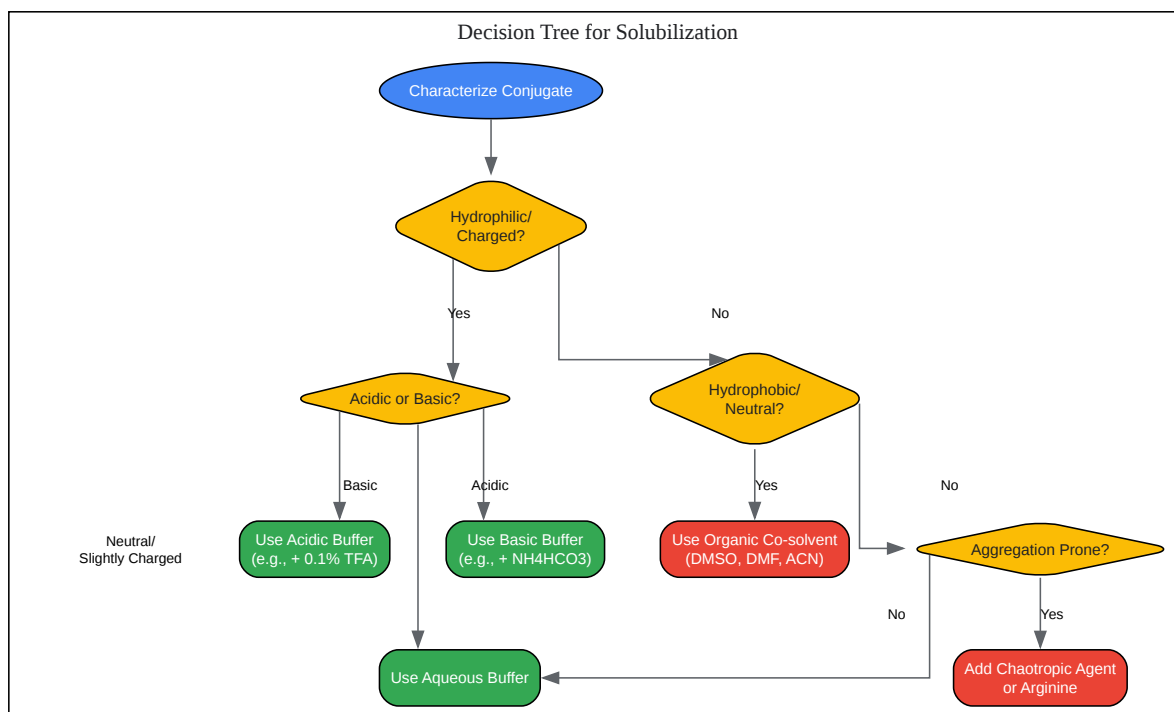 Decision Tree for Solubilization
Characterize Conjugate
Hydrophilic/
Charged?
Yes
No
Acidic or Basic?
Hydrophobic/
Neutral?
Basic
Acidic
Yes
No
Neutral/
Slightly Charged
Use Acidic Buffer
(e.g., + 0.1% TFA)
Use Basic Buffer
(e.g., + NH4HCO3)
Use Organic Co-solvent
(DMSO, DMF, ACN)
Aggregation Prone?
No
Yes
Use Aqueous Buffer
Add Chaotropic Agent
or Arginine